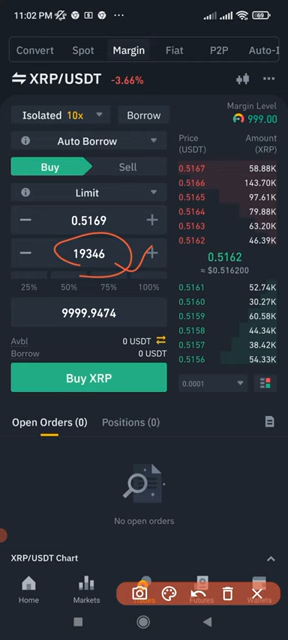 11:02 PM 69
Convert Spot Margin Fiat P2P Auto-I
XRP/USDT -3.66% ...
Isolated 10x Borrow
Margin Level
999.00
Auto Borrow
Buy Sell
Limit
− 0.5169 +
− 19346 +
25% 50% 75% 100%
9999.9474
Avbl 0 USDT
Borrow 0 USDT
Buy XRP
Price (USDT) Amount (XRP)
0.5167 58.88K
0.5166 143.70K
0.5165 97.61K
0.5164 79.88K
0.5163 63.20K
0.5162 46.39K
0.5162
≈ $0.516200
0.5161 52.74K
0.5160 30.27K
0.5159 60.58K
0.5158 44.34K
0.5157 38.42K
0.5156 54.33K
0.0001
Open Orders (0) Positions (0)
No open orders
XRP/USDT Chart
Home Markets Futures Wallets